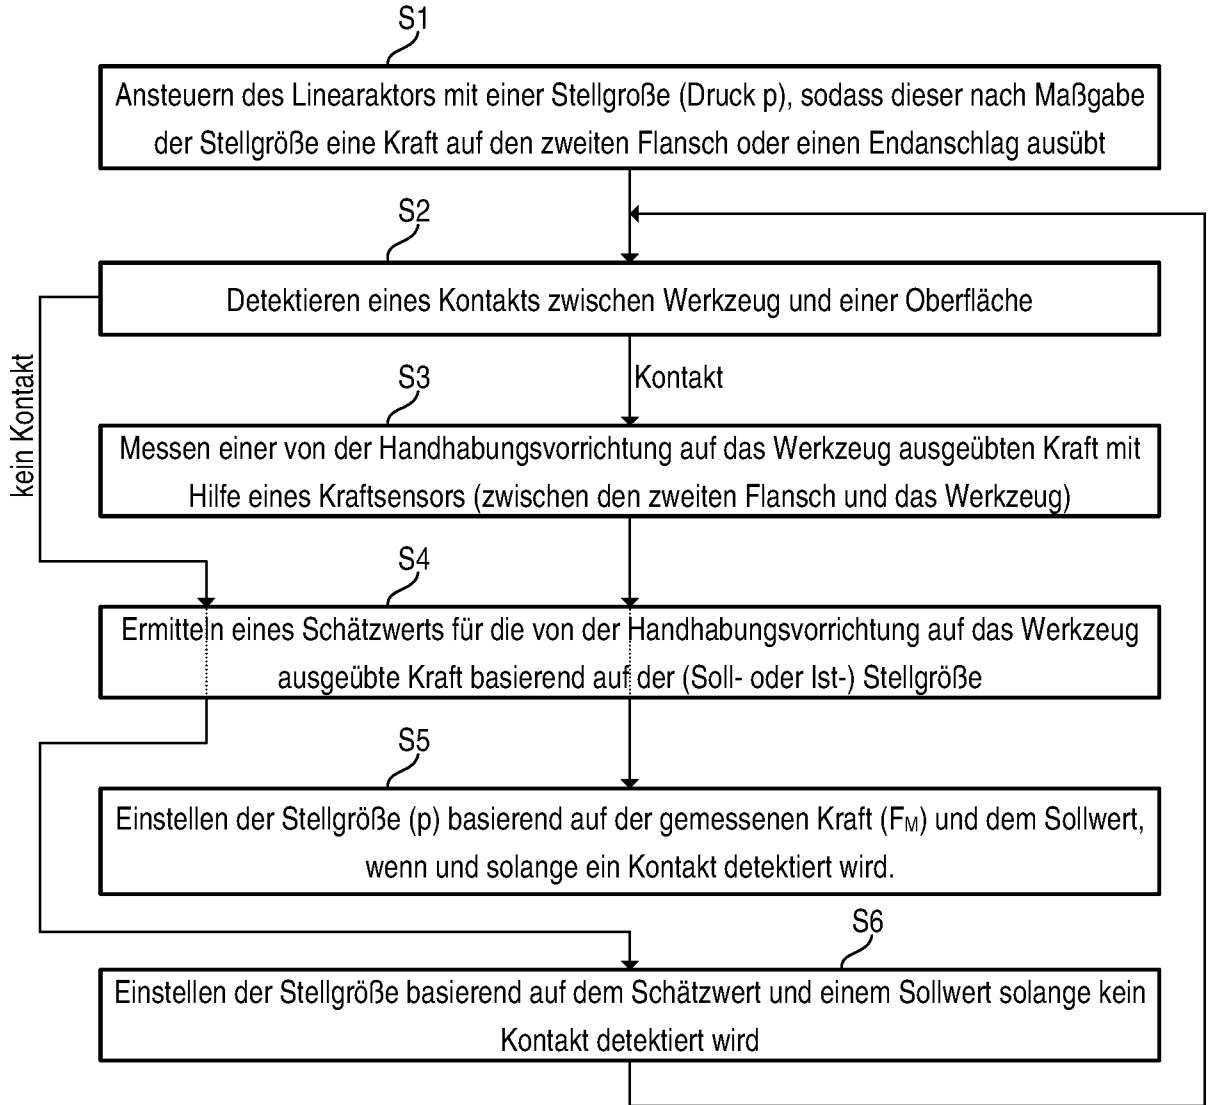 S1
Ansteuern des Linearaktors mit einer Stellgroße (Druck p), sodass dieser nach Maßgabe
der Stellgröße eine Kraft auf den zweiten Flansch oder einen Endanschlag ausübt
S2
Detektieren eines Kontakts zwischen Werkzeug und einer Oberfläche
kein Kontakt
Kontakt
S3
Messen einer von der Handhabungsvorrichtung auf das Werkzeug ausgeübten Kraft mit
Hilfe eines Kraftsensors (zwischen den zweiten Flansch und das Werkzeug)
S4
Ermitteln eines Schätzwerts für die von der Handhabungsvorrichtung auf das Werkzeug
ausgeübte Kraft basierend auf der (Soll- oder Ist-) Stellgröße
S5
Einstellen der Stellgröße (p) basierend auf der gemessenen Kraft (FM) und dem Sollwert,
wenn und solange ein Kontakt detektiert wird.
S6
Einstellen der Stellgröße basierend auf dem Schätzwert und einem Sollwert solange kein
Kontakt detektiert wird